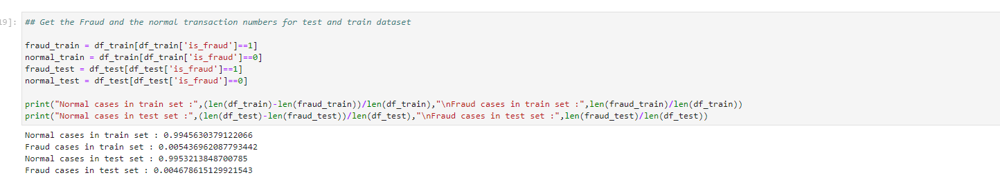 19]: ## Get the Fraud and the normal transaction numbers for test and train dataset
fraud_train = df_train[df_train['is_fraud']==1]
normal_train = df_train[df_train['is_fraud']==0]
fraud_test = df_test[df_test['is_fraud']==1]
normal_test = df_test[df_test['is_fraud']==0]
print("Normal cases in train set :",(len(df_train)-len(fraud_train))/len(df_train),"\nFraud cases in train set :",len(fraud_train)/len(df_train))
print("Normal cases in test set :",(len(df_test)-len(fraud_test))/len(df_test),"\nFraud cases in test set :",len(fraud_test)/len(df_test))
Normal cases in train set : 0.9945630379122066
Fraud cases in train set : 0.005436962087793442
Normal cases in test set : 0.9953213848700785
Fraud cases in test set : 0.004678615129921543